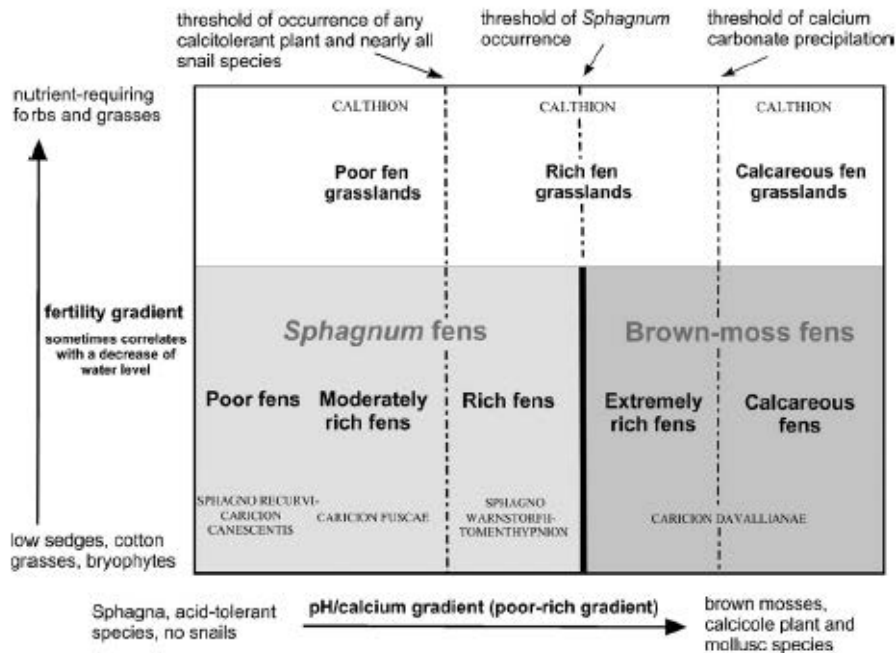 threshold of occurrence of any
calcitolerant plant and nearly all
snail species
threshold of Sphagnum
occurrence
threshold of calcium
carbonate precipitation
nutrient-requiring
forbs and grasses
CALTHION
CALTHION
CALTHION
Poor fen
grasslands
Rich fen
grasslands
Calcareous fen
grasslands
fertility gradient
sometimes correlates
with a decrease of
water level
Sphagnum fens
Brown-moss fens
Poor fens
Moderately
rich fens
Rich fens
Extremely
rich fens
Calcareous
fens
SPHAGNO RECURVI-
CARICION
CANESCENTIS
CARICION FUSCAE
SPHAGNO
WARNSTORFII-
TOMENTHYPNION
CARICION DAVALLIANAE
low sedges, cotton
grasses, bryophytes
Sphagna, acid-tolerant
species, no snails
pH/calcium gradient (poor-rich gradient)
brown mosses,
calcicole plant and
mollusc species